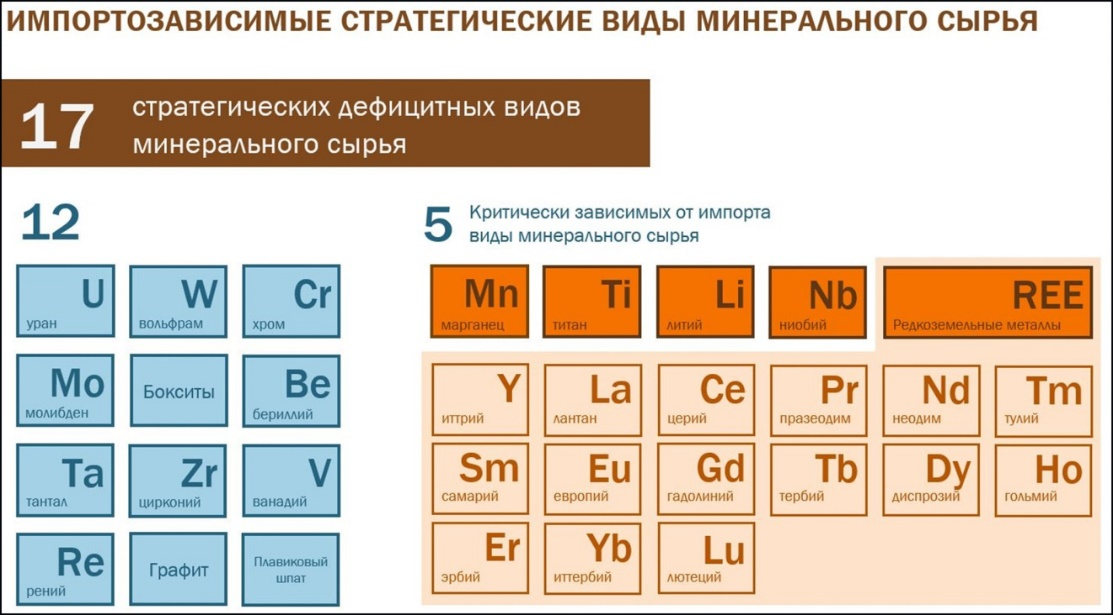 ИМПОРТОЗАВИСИМЫЕ СТРАТЕГИЧЕСКИЕ ВИДЫ МИНЕРАЛЬНОГО СЫРЬЯ
17
стратегических дефицитных видов
минерального сырья
12
U
уран
W
вольфрам
Cr
хром
Mo
молибден
Бокситы
Be
бериллий
Ta
тантал
Zr
цирконий
V
ванадий
Re
рений
Графит
Плавиковый
шпат
5
Критически зависимых от импорта
виды минерального сырья
Mn
марганец
Ti
титан
Li
литий
Nb
ниобий
REE
Редкоземельные металлы
Y
иттрий
La
лантан
Ce
церий
Pr
празеодим
Nd
неодим
Tm
тулий
Sm
самарий
Eu
европий
Gd
гадолиний
Tb
тербий
Dy
диспрозий
Ho
гольмий
Er
эрбий
Yb
иттербий
Lu
лютеций